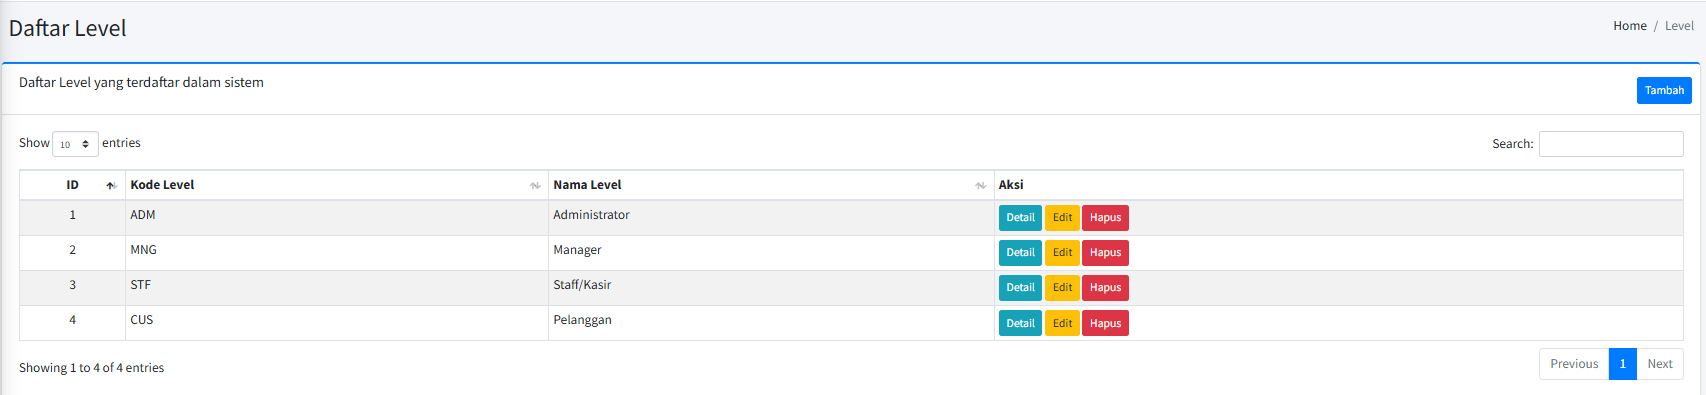 Daftar Level
Home / Level
Daftar Level yang terdaftar dalam sistem
Tambah
Show 10 entries
Search:
ID Kode Level Nama Level Aksi
1 ADM Administrator Detail Edit Hapus
2 MNG Manager Detail Edit Hapus
3 STF Staff/Kasir Detail Edit Hapus
4 CUS Pelanggan Detail Edit Hapus
Showing 1 to 4 of 4 entries
Previous 1 Next